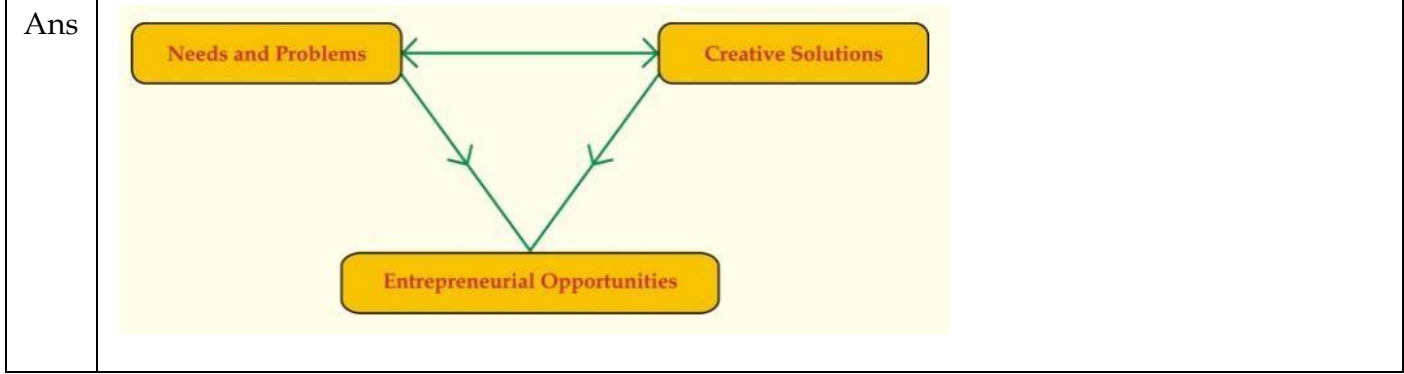 Ans
Needs and Problems
Creative Solutions
Entrepreneurial Opportunities